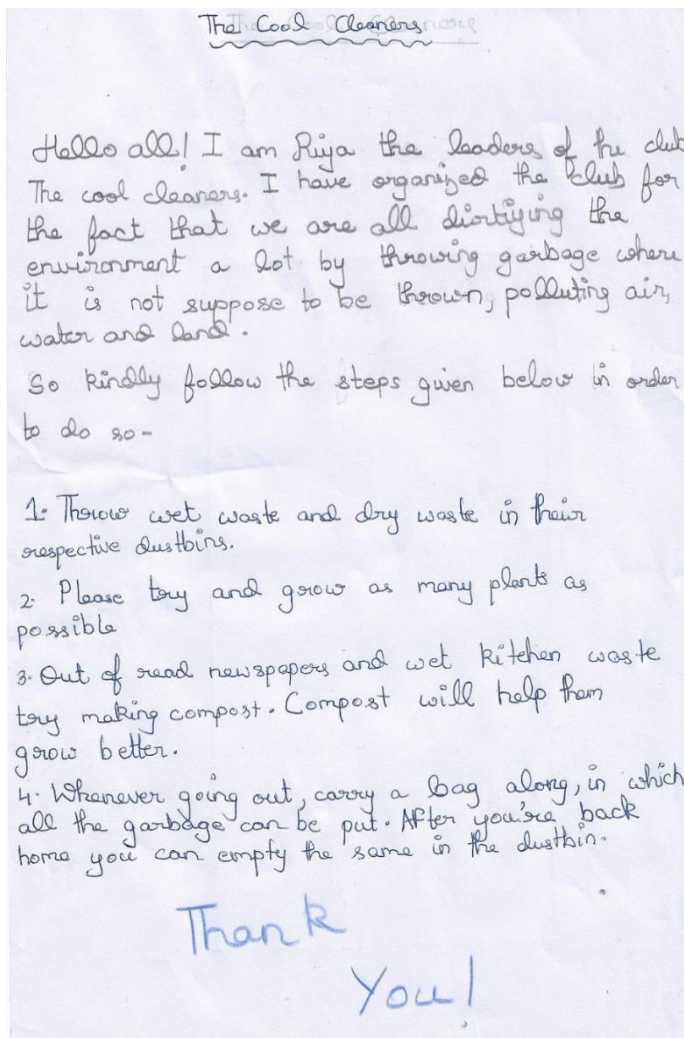 The Cool Cleaners
Hello all! I am Riya the leaders of the club
The cool cleaners. I have organized the club for
the fact that we are all dirtiying the
environment a lot by throwing garbage where
it is not suppose to be thrown, polluting air,
water and land.
So kindly follow the steps given below in order
to do so-
1. Throw wet waste and dry waste in their
respective dustbins.
2. Please try and grow as many plants as
possible
3. Out of read newspapers and wet kitchen waste
try making compost. Compost will help them
grow better.
4. Whenever going out, carry a bag along, in which
all the garbage can be put. After you're back
home you can empty the same in the dustbin.
Thank
You!